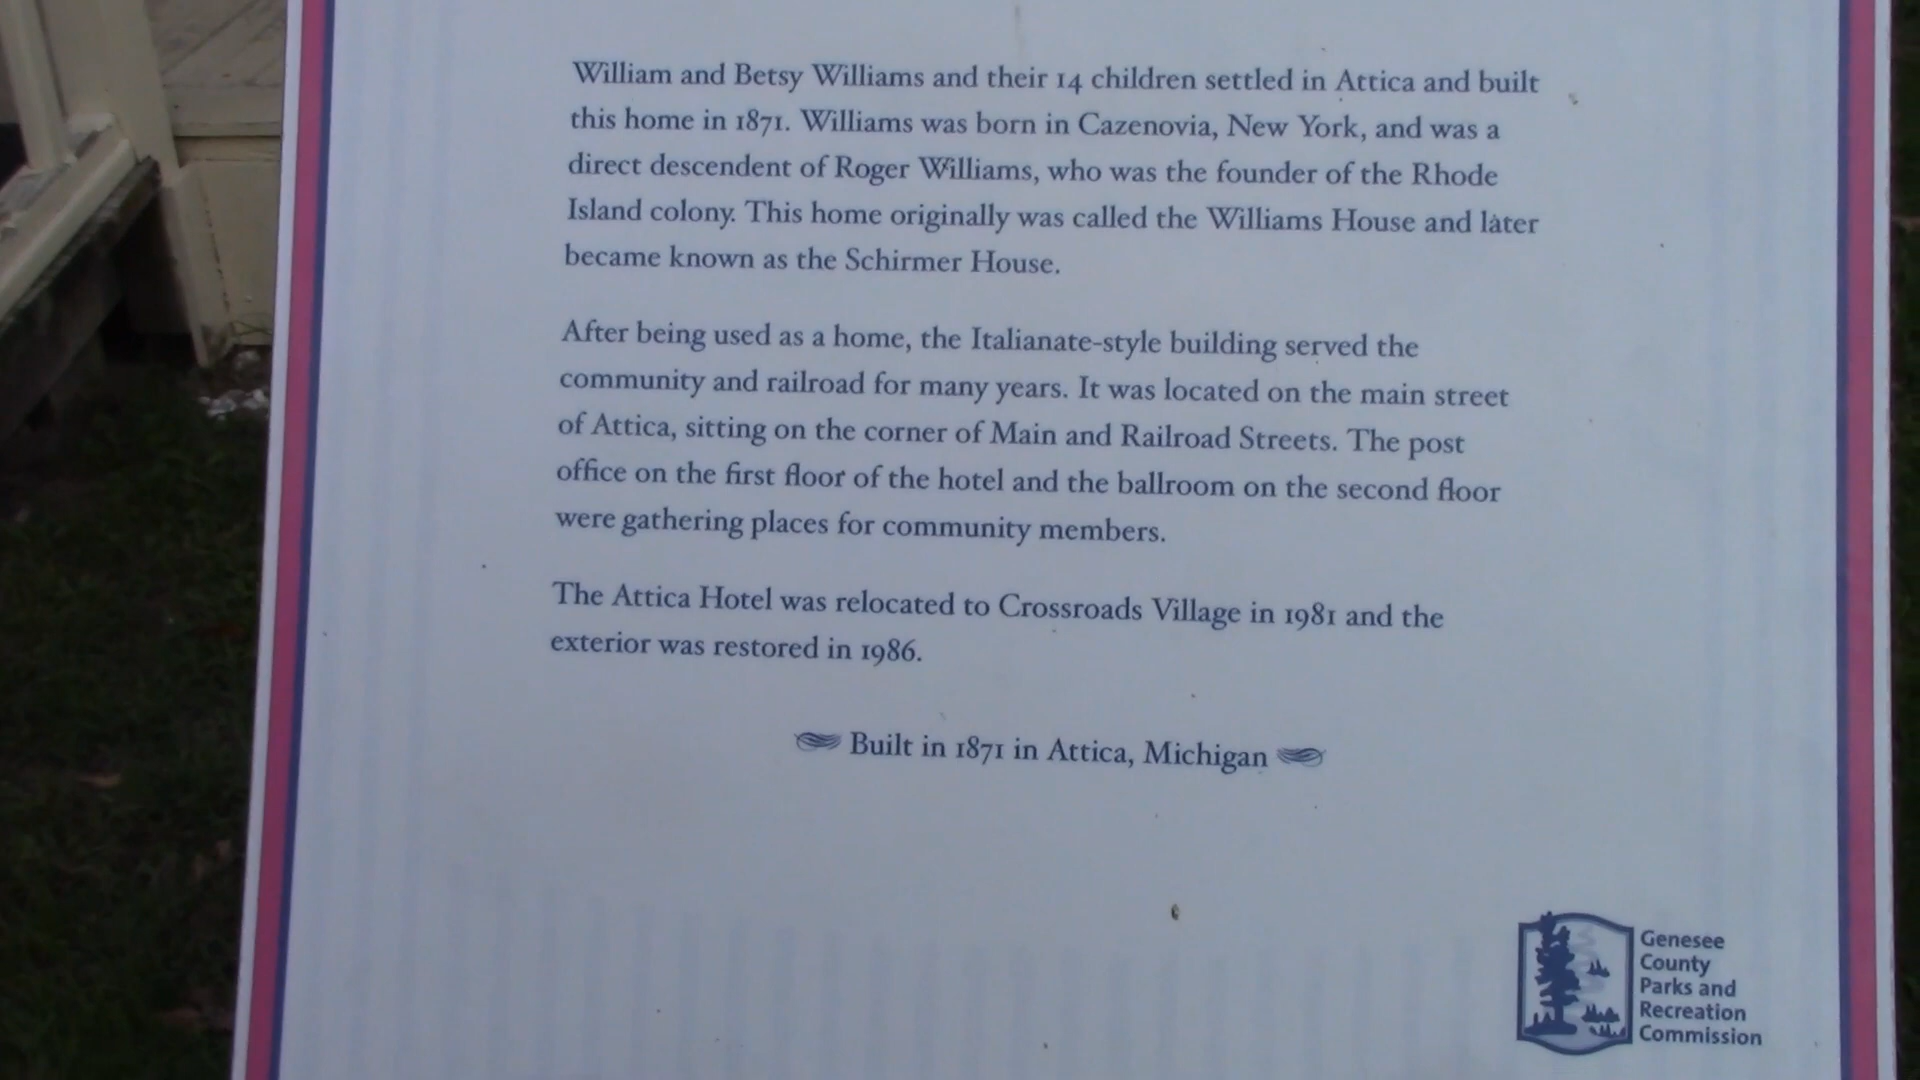 William and Betsy Williams and their 14 children settled in Attica and built
this home in 1871. Williams was born in Cazenovia, New York, and was a
direct descendent of Roger Williams, who was the founder of the Rhode
Island colony. This home originally was called the Williams House and later
became known as the Schirmer House.
After being used as a home, the Italianate-style building served the
community and railroad for many years. It was located on the main street
of Attica, sitting on the corner of Main and Railroad Streets. The post
office on the first floor of the hotel and the ballroom on the second floor
were gathering places for community members.
The Attica Hotel was relocated to Crossroads Village in 1981 and the
exterior was restored in 1986.
Built in 1871 in Attica, Michigan
Genesee
County
Parks and
Recreation
Commission